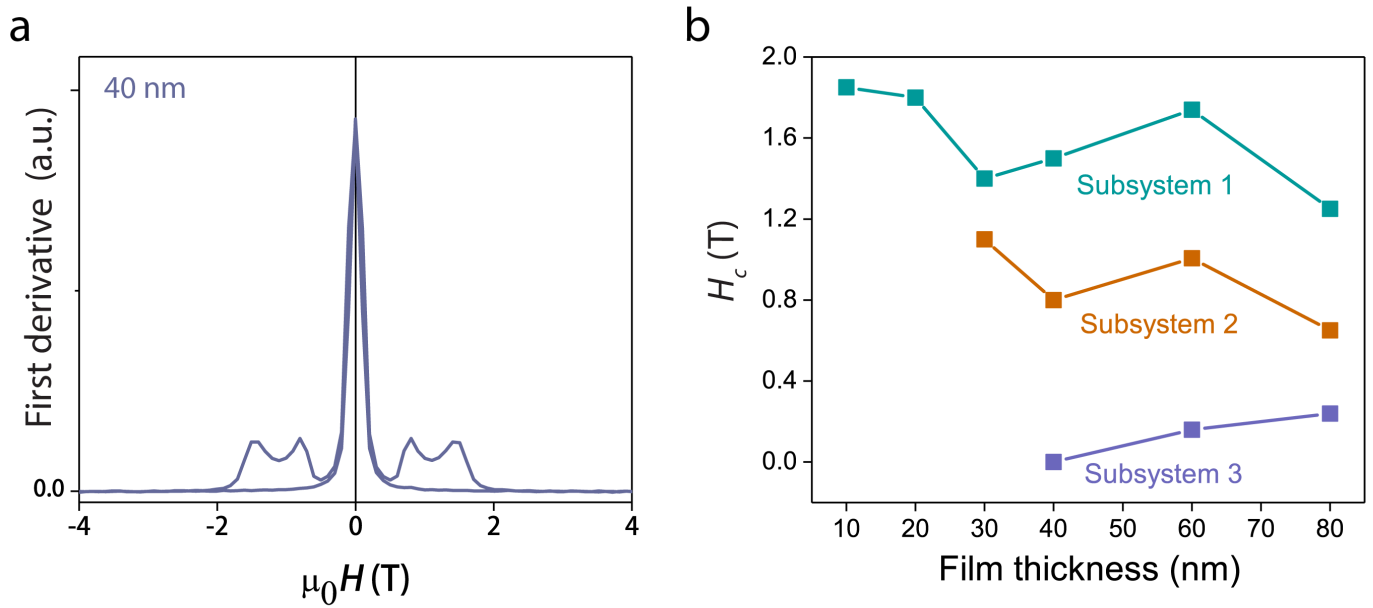 a
40 nm
First derivative (a.u.)
0.0
-4 -2 0 2 4
μ0H (T)
b
2.0
1.6
1.2
0.8
0.4
0.0
Hc (T)
Subsystem 1
Subsystem 2
Subsystem 3
10 20 30 40 50 60 70 80
Film thickness (nm)